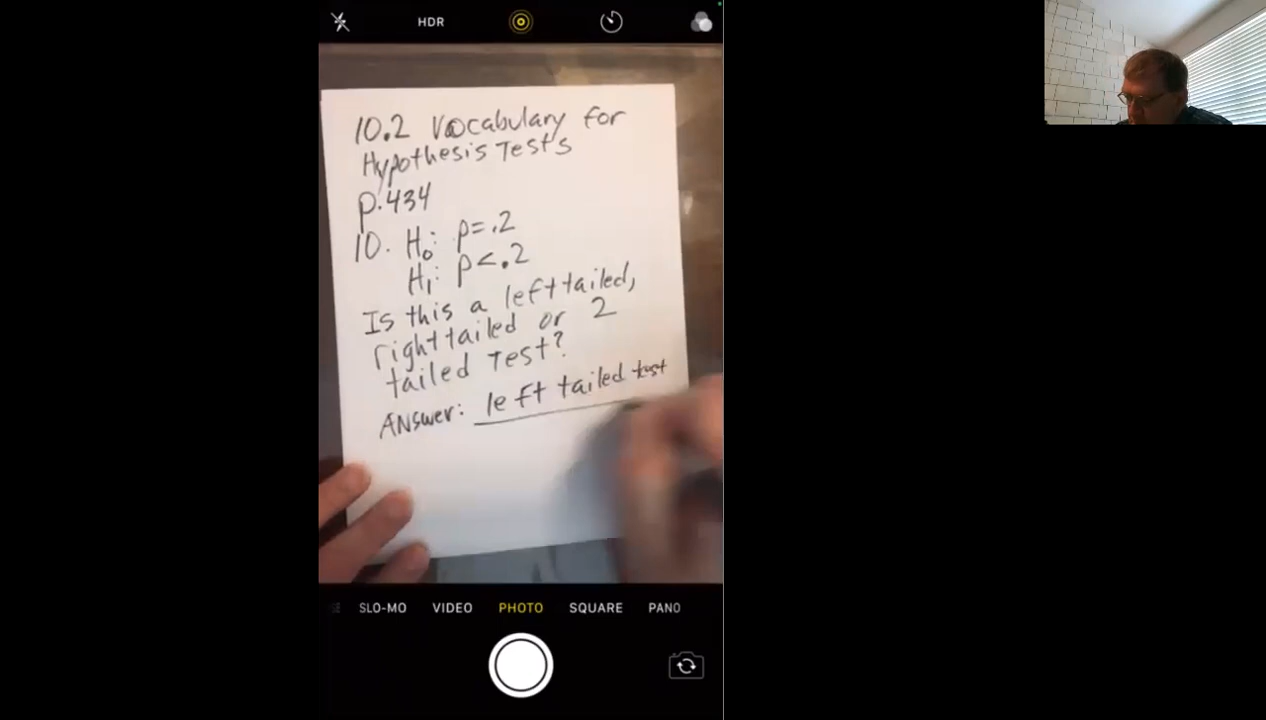 HDR
10.2 Vocabulary for
Hypothesis Tests
p.434
10. H₀: p=.2
H₁: p<.2
Is this a left tailed,
right tailed or 2
tailed test?
Answer: left tailed test
SLO-MO VIDEO PHOTO SQUARE PANO